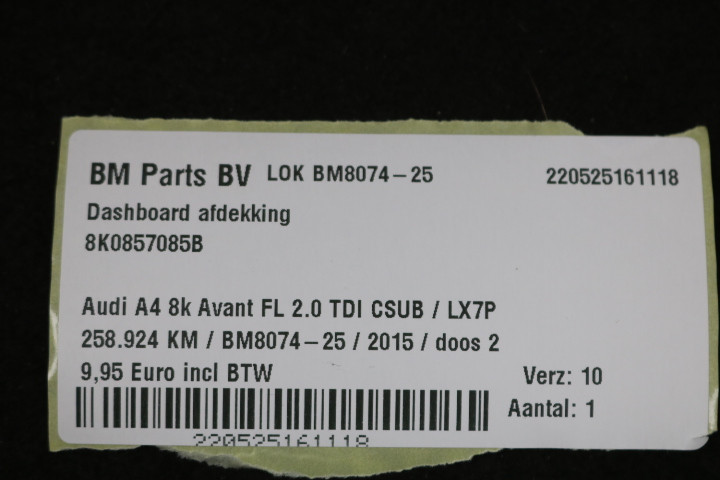 BM Parts BV LOK BM8074-25 220525161118
Dashboard afdekking
8K0857085B
Audi A4 8k Avant FL 2.0 TDI CSUB / LX7P
258.924 KM / BM8074-25 / 2015 / doos 2
9,95 Euro incl BTW Verz: 10
Aantal: 1
220525161118